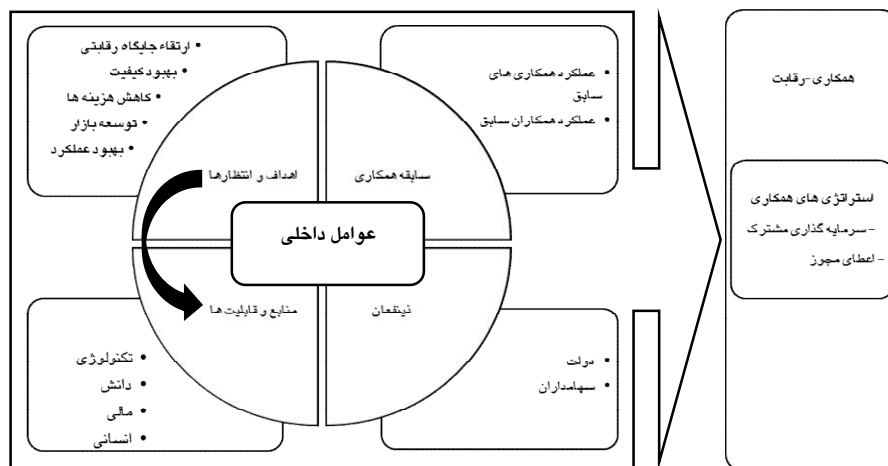 عملکرد همکاری های
سابق
عملکرد همکاران سابق
سابقه همکاری
ارتقاء جایگاه رقابتی
بهبود کیفیت
کاهش هزینه ها
توسعه بازار
بهبود عملکرد
اهداف و انتظارها
عوامل داخلی
ذینفعان
دولت
سهامداران
منابع و قابلیت ها
تکنولوژی
دانش
مالی
انسانی
همکاری-رقابت
استراتژی های همکاری
- سرمایه گذاری مشترک
- اعطای مجوز